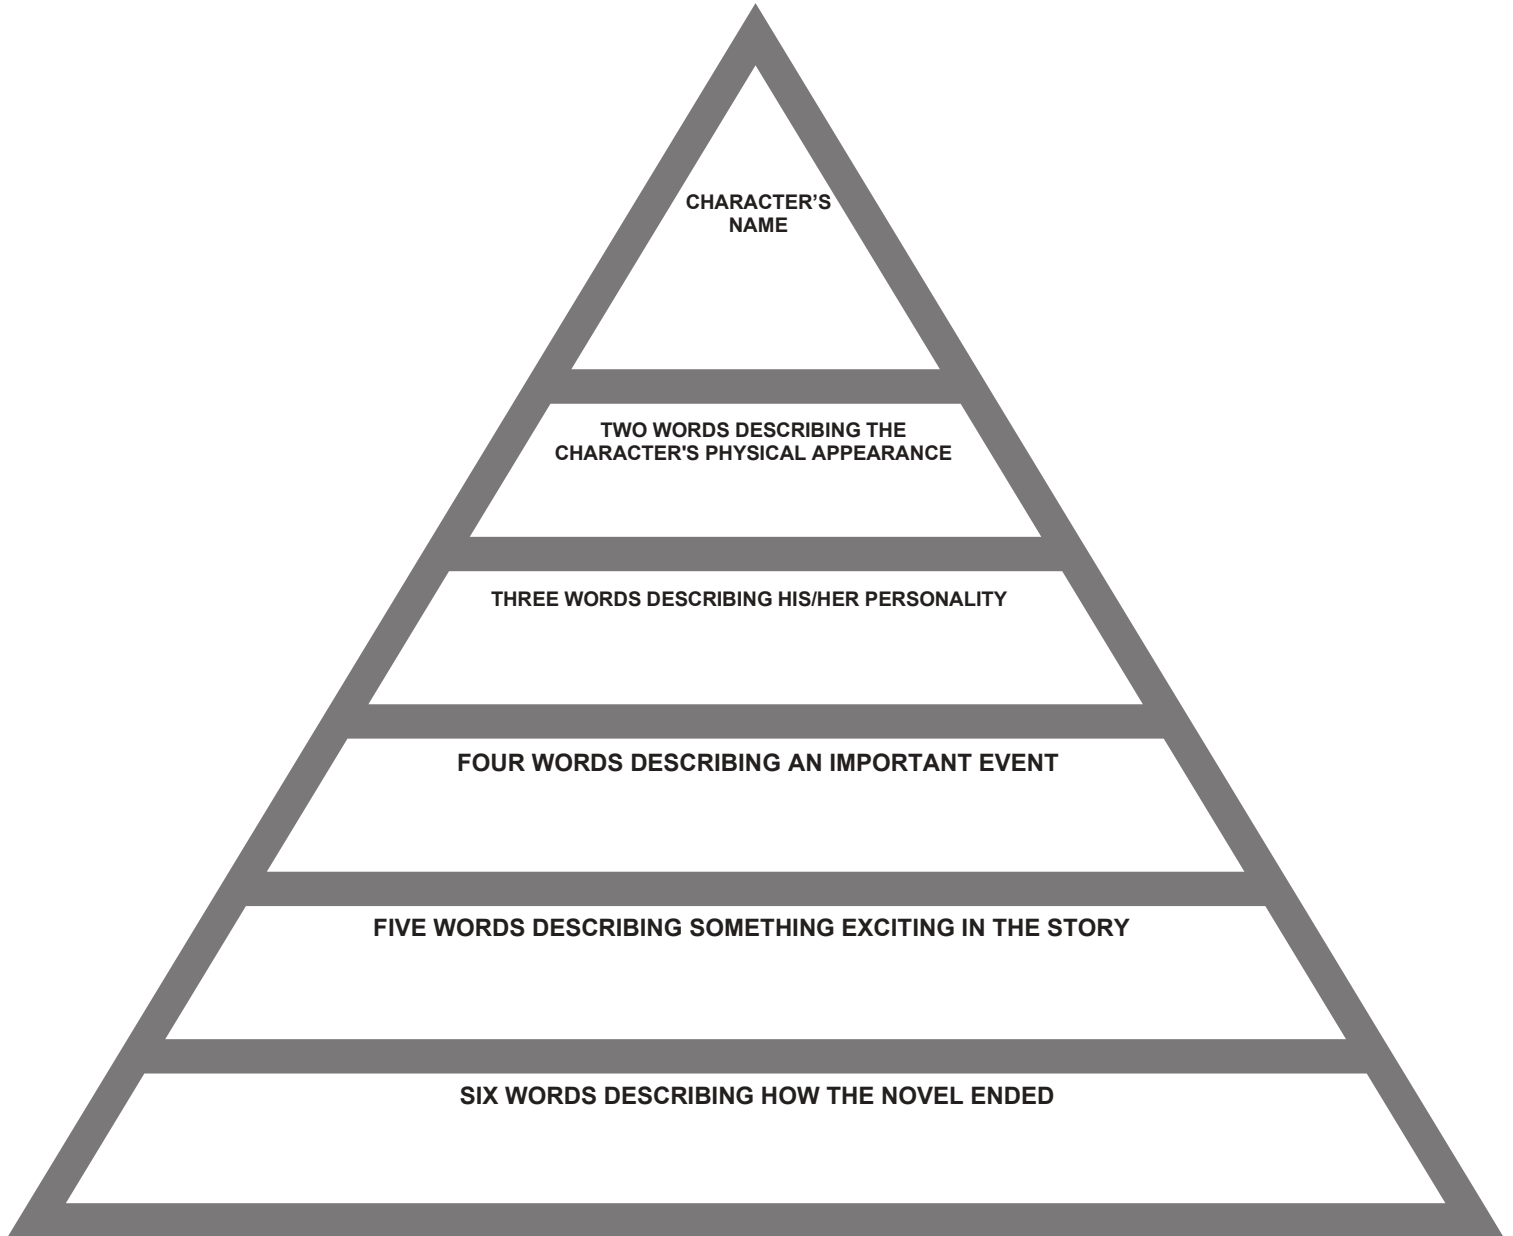 CHARACTER’S
NAME
TWO WORDS DESCRIBING THE
CHARACTER'S PHYSICAL APPEARANCE
THREE WORDS DESCRIBING HIS/HER PERSONALITY
FOUR WORDS DESCRIBING AN IMPORTANT EVENT
FIVE WORDS DESCRIBING SOMETHING EXCITING IN THE STORY
SIX WORDS DESCRIBING HOW THE NOVEL ENDED